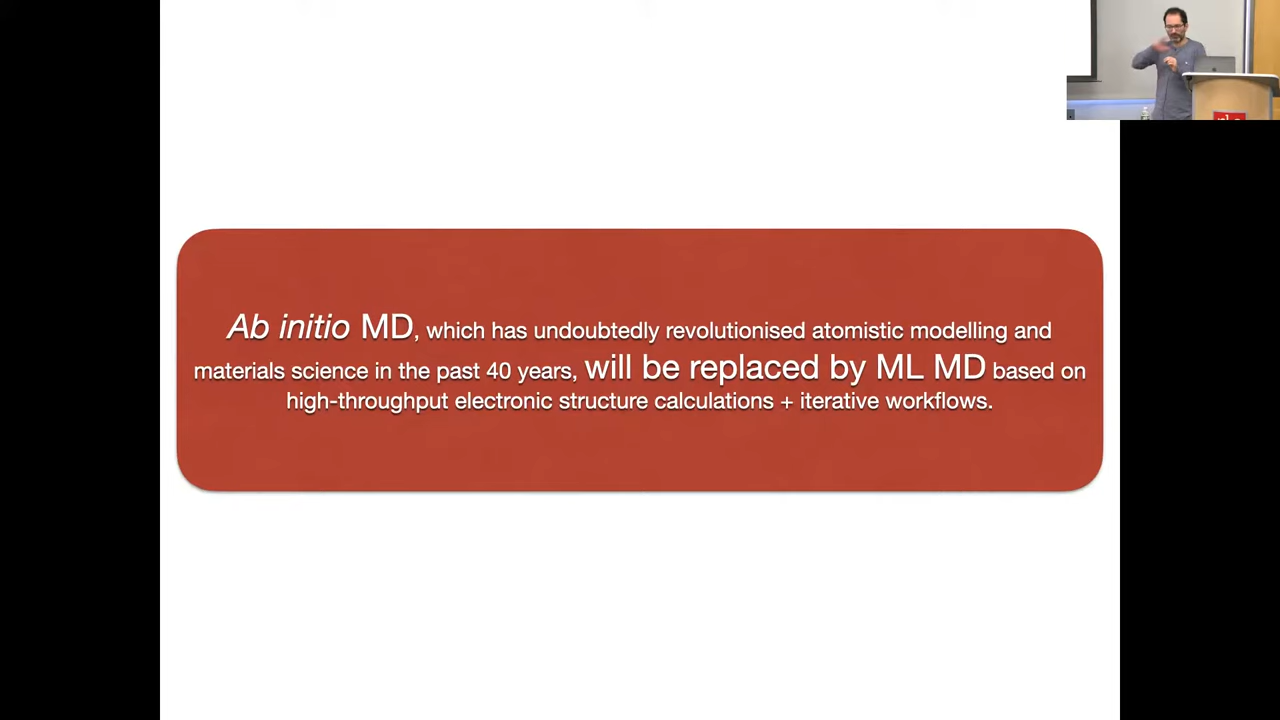 Ab initio MD, which has undoubtedly revolutionised atomistic modelling and
materials science in the past 40 years, will be replaced by ML MD based on
high-throughput electronic structure calculations + iterative workflows.